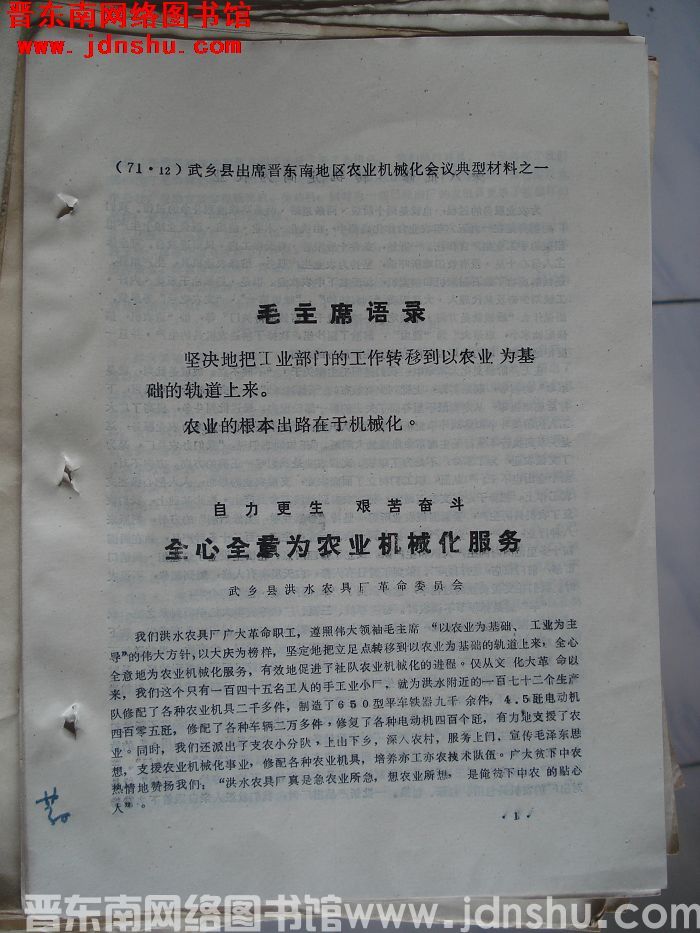 晋东南网络图书馆
www.jdnshu.com
（71·12）武乡县出席晋东南地区农业机械化会议典型材料之一
毛主席语录
坚决地把工业部门的工作转移到以农业为基
础的轨道上来。
农业的根本出路在于机械化。
自力更生　艰苦奋斗
全心全意为农业机械化服务
武乡县洪水农具厂革命委员会
我们洪水农具厂广大革命职工，遵照伟大领袖毛主席“以农业为基础、工业为主
导”的伟大方针，以大庆为榜样，坚定地把立足点转移到以农业为基础的轨道上来，全心
全意地为农业机械化服务，有效地促了社队农业机械化的进程。仅从文化大革命以
来，我们这个只有一百四十五名工人的手工业小厂，就为洪水附近的一百七十二个生产
队修配了各种农业机具二千多件，制造了650型平车铁器九千余件，4.5瓩电动机
四百零五瓩，修配了各种车辆二万多件，修复了各种电动机四百个瓩，有力地支援了农
业。同时，我们还派出了支农小分队，上山下乡，深入农村，服务上门，宣传毛泽东思
想，支援农业机械化事业，修配各种农业机具，培养亦工亦农技术队伍。广大贫下中农
热情地赞扬我们：“洪水农具厂真是急农业所急，想农业所想，是俺贫下中农的贴心
人”。
·1·
晋东南网络图书馆 www.jdnshu.com